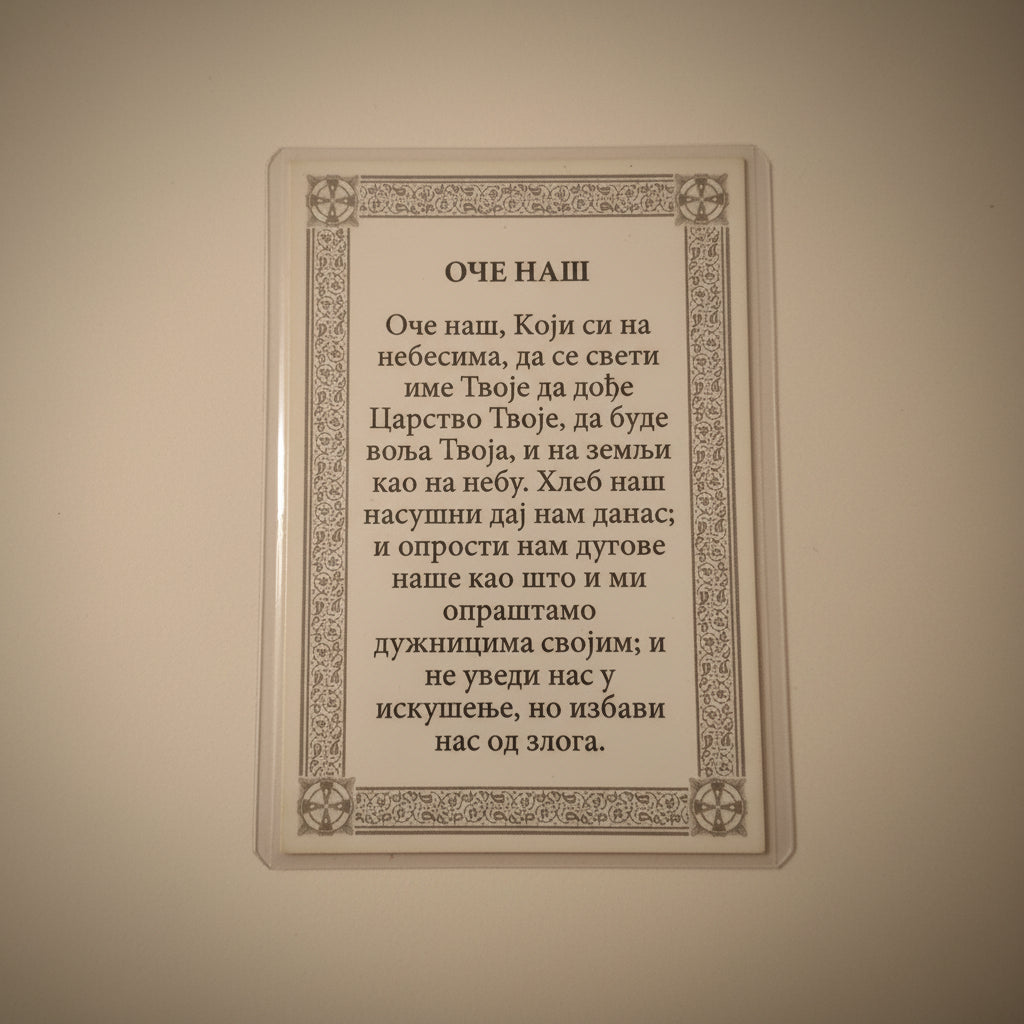 ОЧЕ НАШ
Оче наш, Који си на
небесима, да се свети
име Твоје да дође
Царство Твоје, да буде
воља Твоја, и на земљи
као на небу. Хлеб наш
насушни дај нам данас;
и опрости нам дугове
наше као што и ми
опраштамо
дужницима својим; и
не уведи нас у
искушење, но избави
нас од злога.